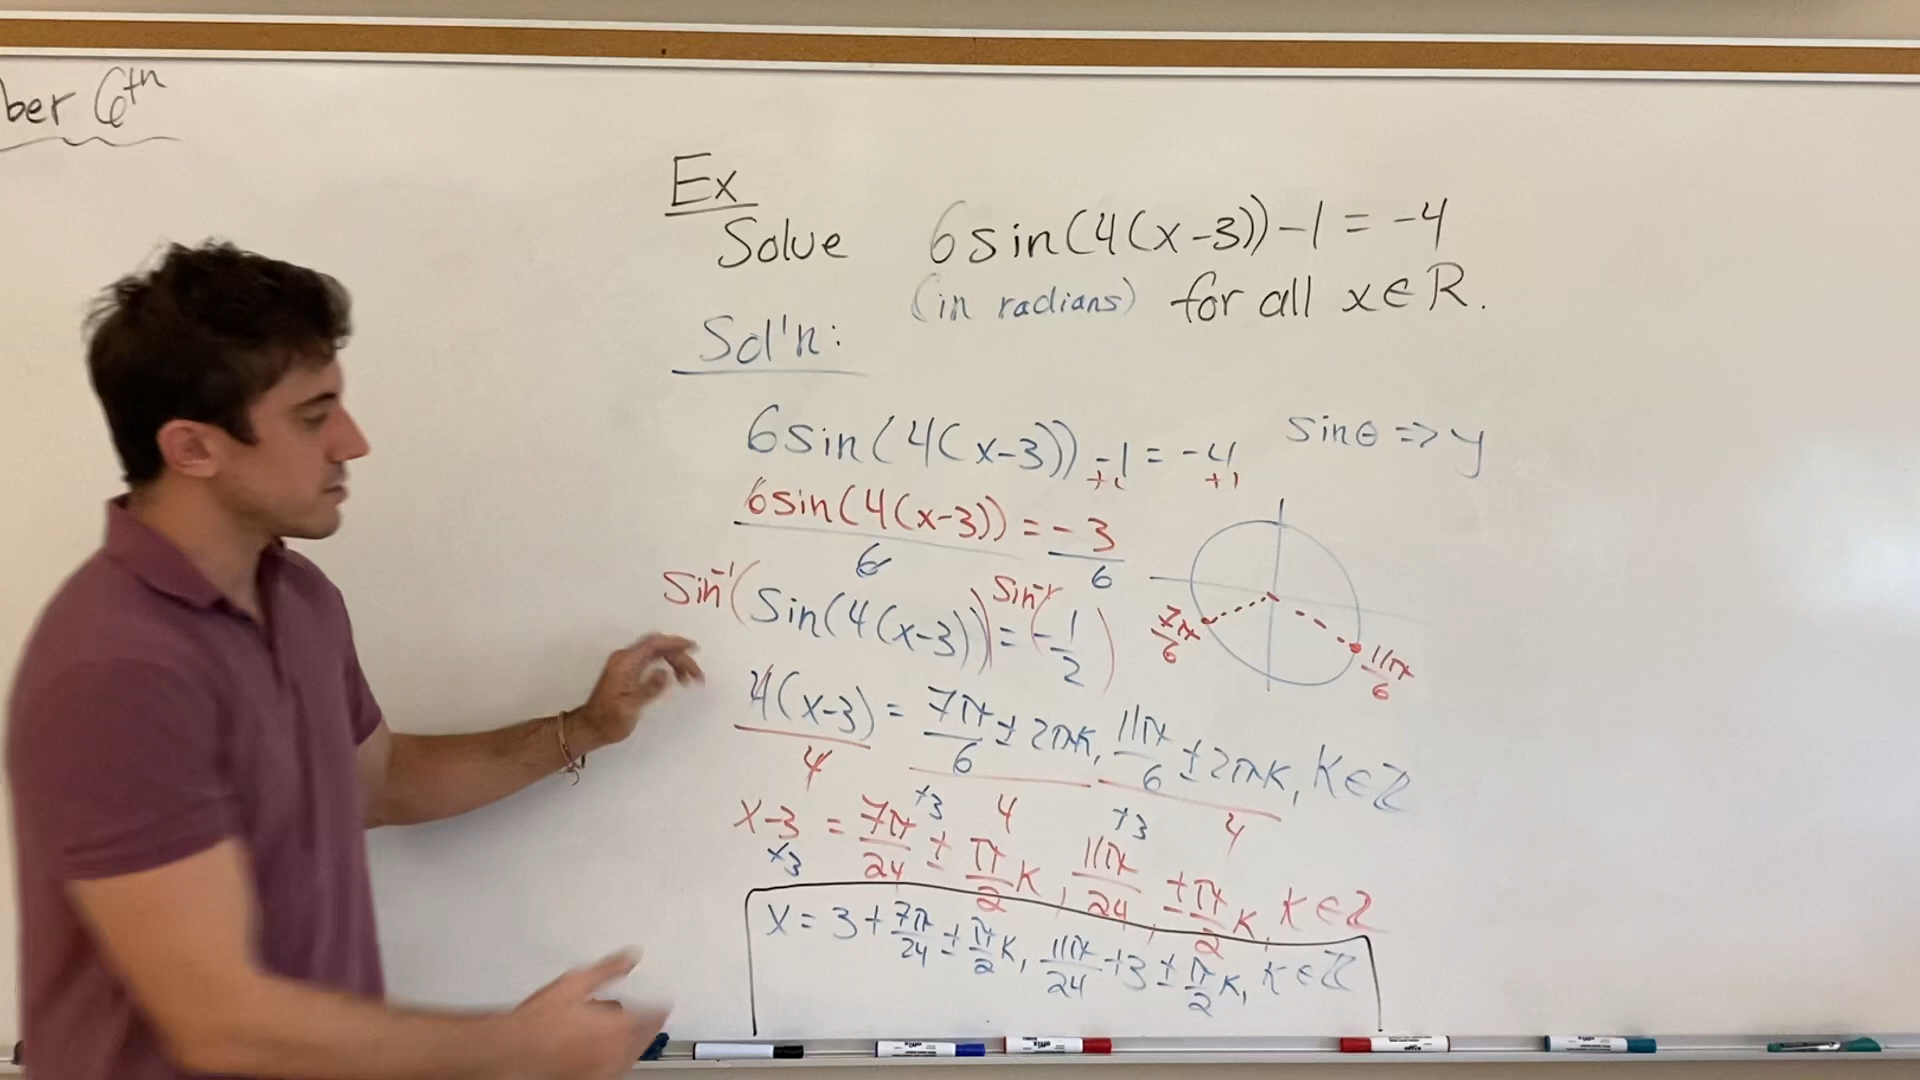 ber 6th
Ex
Solve 6sin(4(x-3))-1 = -4
(in radians) for all x∈R.
Sol'n:
6sin(4(x-3))-1 = -4
+1 +1
sinθ => y
6sin(4(x-3)) = -3
6 6
sin⁻¹(sin(4(x-3))) = sin⁻¹(-1/2)
7π/6
11π/6
4(x-3) = 7π/6 ± 2πK, 11π/6 ± 2πK, K∈Z
4 4 4
+3 +3
x-3 = 7π/24 ± π/2 K, 11π/24 ± π/2 K, K∈Z
+3
x = 3 + 7π/24 ± π/2 K, 11π/24 + 3 ± π/2 K, K∈Z